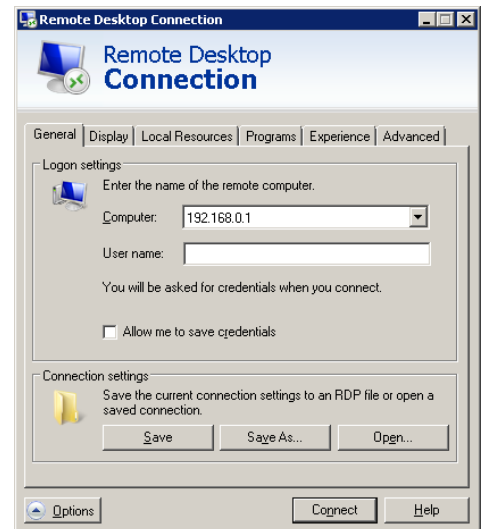 Remote Desktop Connection
Remote Desktop
Connection
General Display Local Resources Programs Experience Advanced
Logon settings
Enter the name of the remote computer.
Computer: 192.168.0.1
User name:
You will be asked for credentials when you connect.
Allow me to save credentials
Connection settings
Save the current connection settings to an RDP file or open a
saved connection.
Save Save As... Open...
Options Connect Help